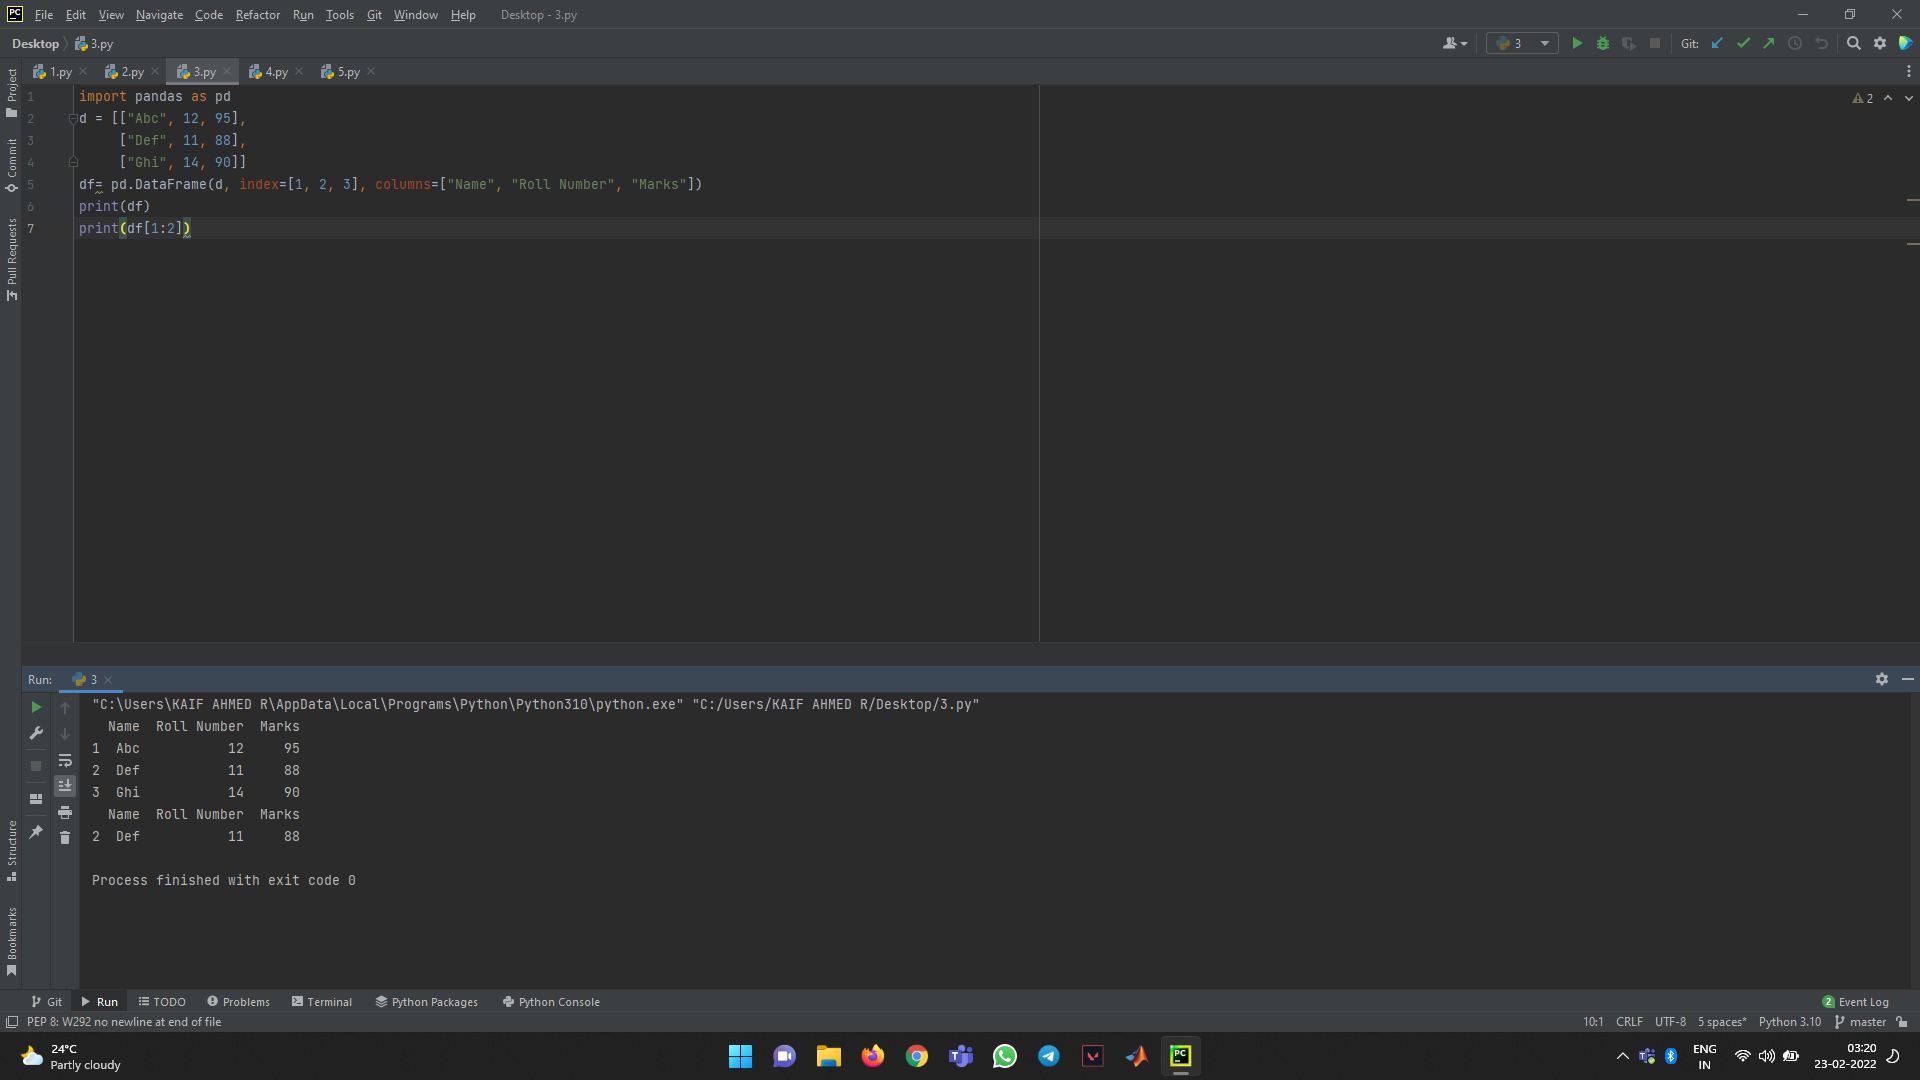 PC File Edit View Navigate Code Refactor Run Tools Git Window Help Desktop - 3.py
Desktop 3.py 3 Git:
1.py 2.py 3.py 4.py 5.py
Project
Commit
Pull Requests
Structure
Bookmarks
1 import pandas as pd
2 d = [["Abc", 12, 95],
3 ["Def", 11, 88],
4 ["Ghi", 14, 90]]
5 df= pd.DataFrame(d, index=[1, 2, 3], columns=["Name", "Roll Number", "Marks"])
6 print(df)
7 print(df[1:2])
2
Run: 3
"C:\Users\KAIF AHMED R\AppData\Local\Programs\Python\Python310\python.exe" "C:/Users/KAIF AHMED R/Desktop/3.py"
Name Roll Number Marks
1 Abc 12 95
2 Def 11 88
3 Ghi 14 90
Name Roll Number Marks
2 Def 11 88
Process finished with exit code 0
Git Run TODO Problems Terminal Python Packages Python Console 2 Event Log
PEP 8: W292 no newline at end of file 10:1 CRLF UTF-8 5 spaces* Python 3.10 master
24°C
Partly cloudy
PC
ENG
IN
03:20
23-02-2022